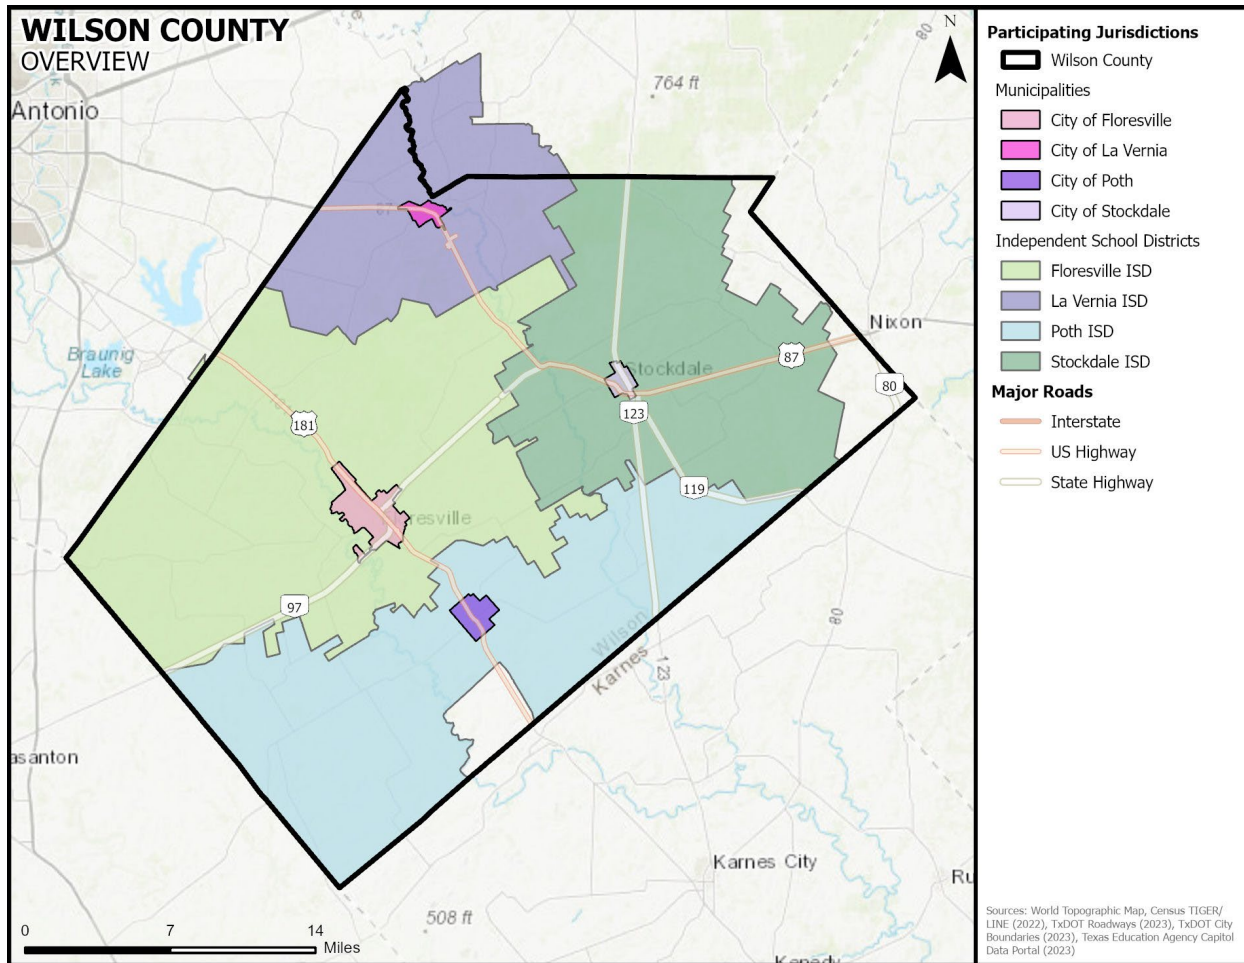 WILSON COUNTY
OVERVIEW
N
Antonio
764 ft
80
87
Braunig
Lake
Nixon
Stockdale
87
80
181
123
119
97
Wilson
Karnes
123
80
asanton
Karnes City
Ru
508 ft
Kenedy
0 7 14
Miles
Participating Jurisdictions
Wilson County
Municipalities
City of Floresville
City of La Vernia
City of Poth
City of Stockdale
Independent School Districts
Floresville ISD
La Vernia ISD
Poth ISD
Stockdale ISD
Major Roads
Interstate
US Highway
State Highway
Sources: World Topographic Map, Census TIGER/
LINE (2022), TxDOT Roadways (2023), TxDOT City
Boundaries (2023), Texas Education Agency Capitol
Data Portal (2023)